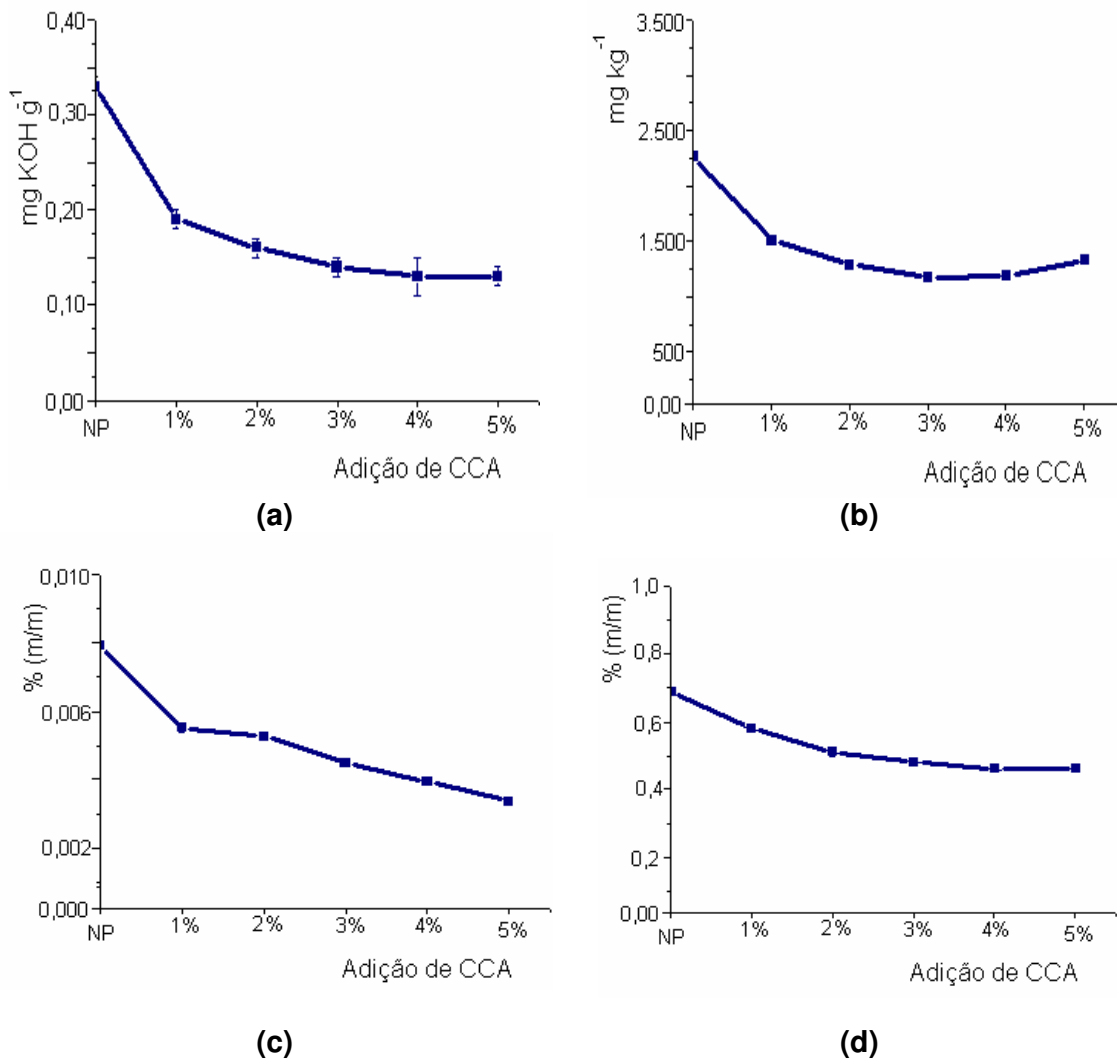 0,40
0,30
0,20
0,10
0,00
mg KOH g-1
NP 1% 2% 3% 4% 5%
Adição de CCA
(a)
3.500
2.500
1.500
500
0.00
mg kg-1
NP 1% 2% 3% 4% 5%
Adição de CCA
(b)
0,010
0,006
0,002
0,000
% (m/m)
NP 1% 2% 3% 4% 5%
Adição de CCA
(c)
1,0
0,8
0,6
0,4
0,2
0,00
% (m/m)
NP 1% 2% 3% 4% 5%
Adição de CCA
(d)